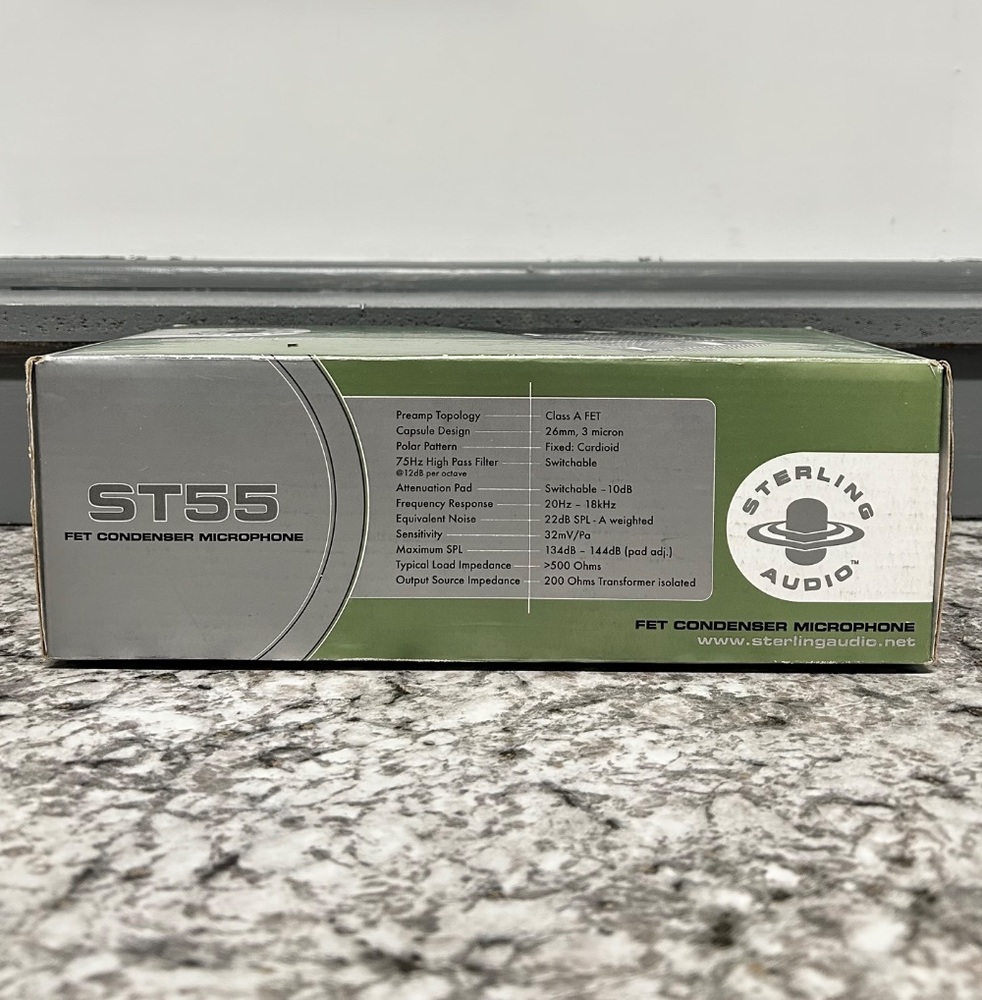 ST55
FET CONDENSER MICROPHONE
Preamp Topology Class A FET
Capsule Design 26mm, 3 micron
Polar Pattern Fixed: Cardioid
75Hz High Pass Filter Switchable
@12dB per octave
Attenuation Pad Switchable -10dB
Frequency Response 20Hz - 18kHz
Equivalent Noise 22dB SPL - A weighted
Sensitivity 32mV/Pa
Maximum SPL 134dB - 144dB (pad adj.)
Typical Load Impedance >500 Ohms
Output Source Impedance 200 Ohms Transformer isolated
STERLING
AUDIO™
FET CONDENSER MICROPHONE
www.sterlingaudio.net